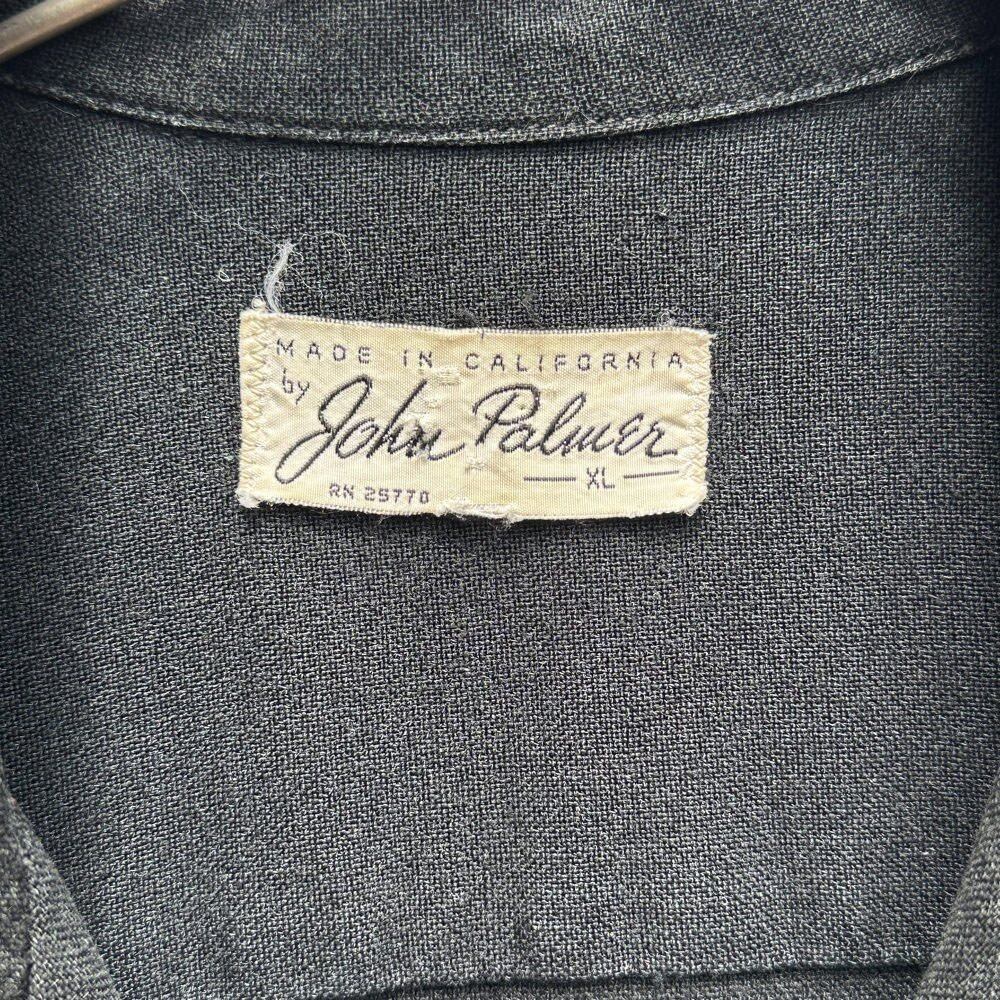 MADE IN CALIFORNIA
by John Palmer
RN 25770 XL